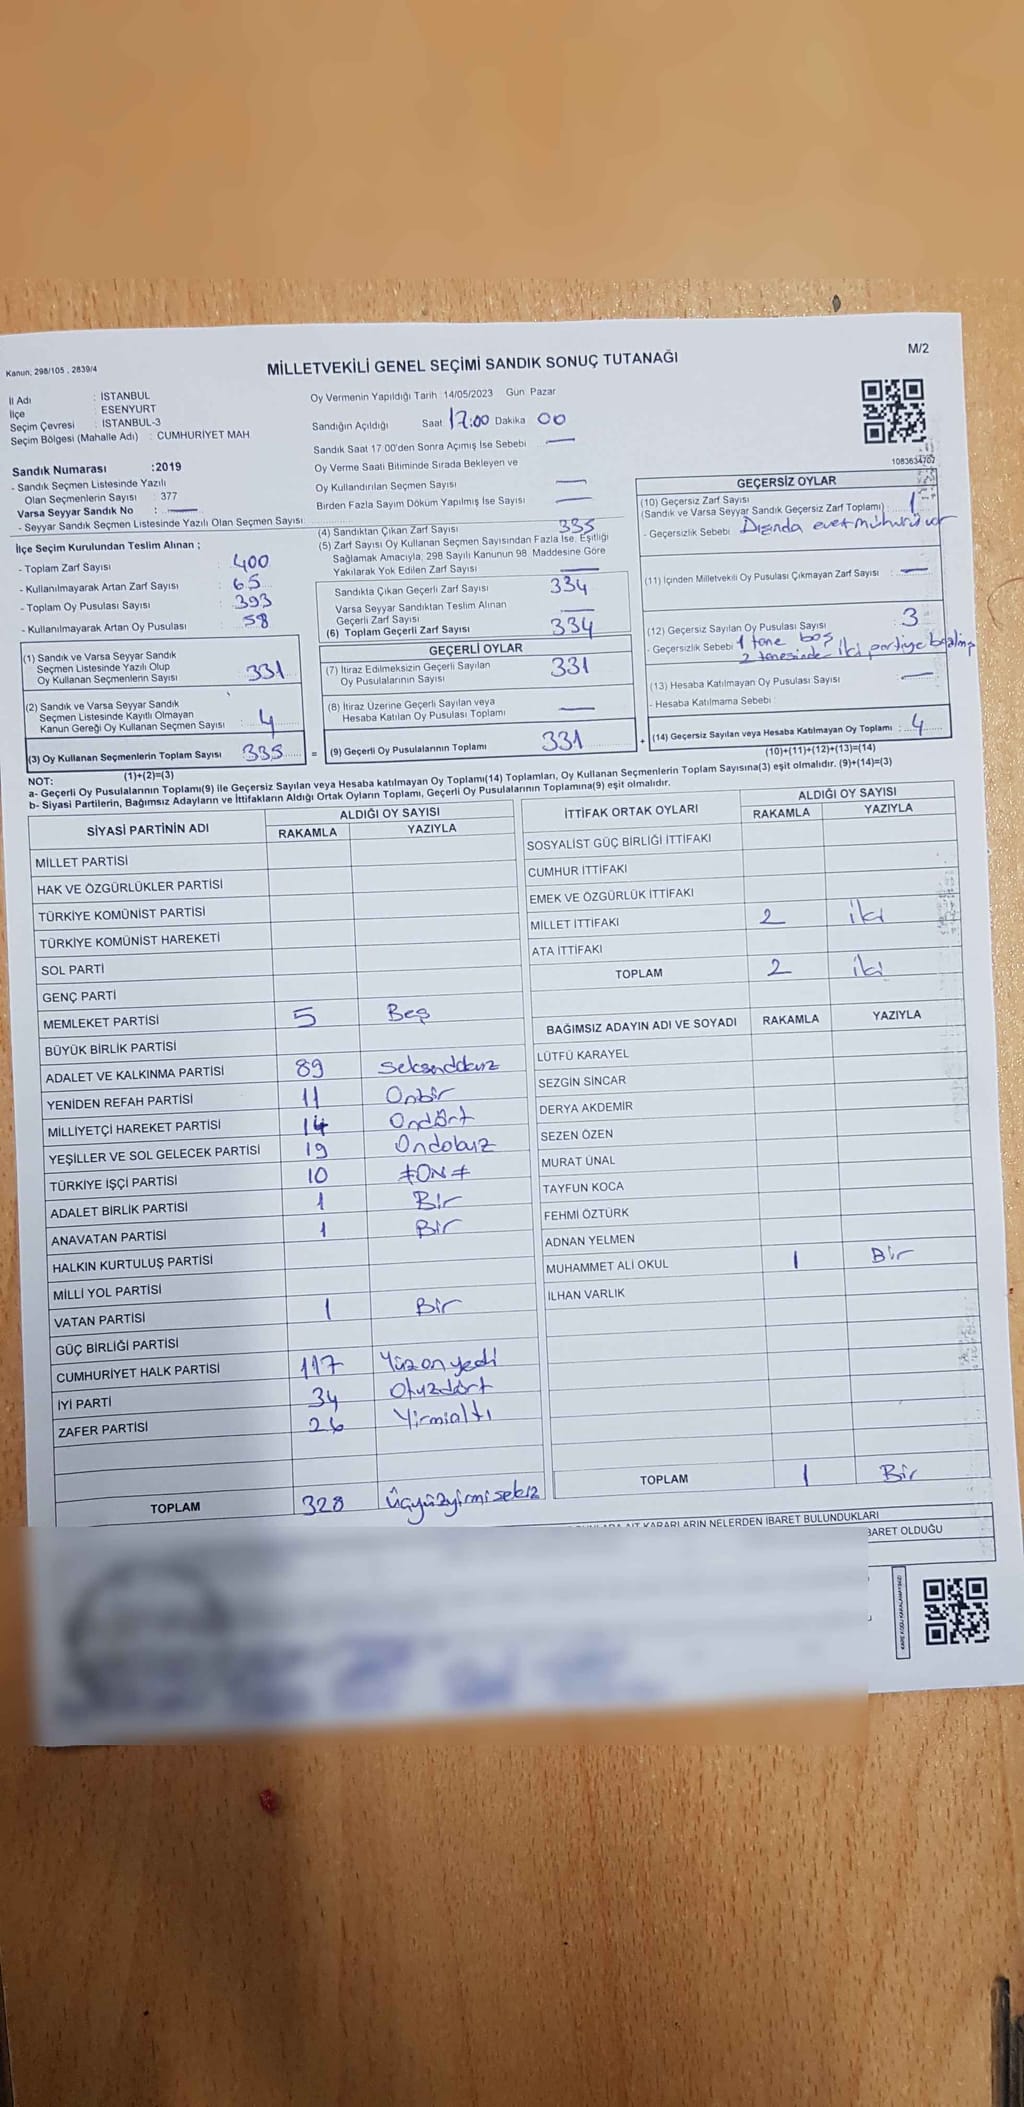 M/2
Kanun, 298/105 , 2839/4
MİLLETVEKİLİ GENEL SEÇİMİ SANDIK SONUÇ TUTANAĞI
İl Adı : İSTANBUL
İlçe : ESENYURT
Seçim Çevresi : İSTANBUL-3
Seçim Bölgesi (Mahalle Adı) : CUMHURİYET MAH
Sandık Numarası :2019
- Sandık Seçmen Listesinde Yazılı
Olan Seçmenlerin Sayısı : 377
Varsa Seyyar Sandık No : —
- Seyyar Sandık Seçmen Listesinde Yazılı Olan Seçmen Sayısı:
İlçe Seçim Kurulundan Teslim Alınan ;
- Toplam Zarf Sayısı : 400
- Kullanılmayarak Artan Zarf Sayısı : 65
- Toplam Oy Pusulası Sayısı : 393
- Kullanılmayarak Artan Oy Pusulası : 58
(1) Sandık ve Varsa Seyyar Sandık
Seçmen Listesinde Yazılı Olup
Oy Kullanan Seçmenlerin Sayısı : 331
(2) Sandık ve Varsa Seyyar Sandık
Seçmen Listesinde Kayıtlı Olmayan
Kanun Gereği Oy Kullanan Seçmen Sayısı : 4
(3) Oy Kullanan Seçmenlerin Toplam Sayısı 335
(1)+(2)=(3)
Oy Vermenin Yapıldığı Tarih : 14/05/2023 Gün: Pazar
Sandığın Açıldığı Saat 17:00 Dakika 00
Sandık Saat 17:00'den Sonra Açımış İse Sebebi —
Oy Verme Saati Bitiminde Sırada Bekleyen ve
Oy Kullandırılan Seçmen Sayısı —
Birden Fazla Sayım Döküm Yapılmış İse Sayısı —
(4) Sandıktan Çıkan Zarf Sayısı 335
(5) Zarf Sayısı Oy Kullanan Seçmen Sayısından Fazla İse, Eşitliği
Sağlamak Amacıyla, 298 Sayılı Kanunun 98. Maddesine Göre
Yakılarak Yok Edilen Zarf Sayısı —
Sandıkta Çıkan Geçerli Zarf Sayısı 334
Varsa Seyyar Sandıktan Teslim Alınan
Geçerli Zarf Sayısı —
(6) Toplam Geçerli Zarf Sayısı 334
GEÇERLİ OYLAR
(7) İtiraz Edilmeksizin Geçerli Sayılan
Oy Pusulalarının Sayısı 331
(8) İtiraz Üzerine Geçerli Sayılan veya
Hesaba Katılan Oy Pusulası Toplamı —
= (9) Geçerli Oy Pusulalarının Toplamı 331
1083634702
GEÇERSİZ OYLAR
(10) Geçersiz Zarf Sayısı
(Sandık ve Varsa Seyyar Sandık Geçersiz Zarf Toplamı) 1
- Geçersizlik Sebebi Dışında evet mühürü var
(11) İçinden Milletvekili Oy Pusulası Çıkmayan Zarf Sayısı : —
(12) Geçersiz Sayılan Oy Pusulası Sayısı 3
- Geçersizlik Sebebi 1 tane boş
2 tanesinde iki partiye
(13) Hesaba Katılmayan Oy Pusulası Sayısı : —
- Hesaba Katılmama Sebebi :
+ (14) Geçersiz Sayılan veya Hesaba Katılmayan Oy Toplamı : 4
(10)+(11)+(12)+(13)=(14)
NOT:
a- Geçerli Oy Pusulalarının Toplamı(9) ile Geçersiz Sayılan veya Hesaba katılmayan Oy Toplamı(14) Toplamları, Oy Kullanan Seçmenlerin Toplam Sayısına(3) eşit olmalıdır. (9)+(14)=(3)
b- Siyasi Partilerin, Bağımsız Adayların ve İttifakların Aldığı Ortak Oyların Toplamı, Geçerli Oy Pusulalarının Toplamına(9) eşit olmalıdır.
SİYASİ PARTİNİN ADI ALDIĞI OY SAYISI
RAKAMLA YAZIYLA
MİLLET PARTİSİ
HAK VE ÖZGÜRLÜKLER PARTİSİ
TÜRKİYE KOMÜNİST PARTİSİ
TÜRKİYE KOMÜNİST HAREKETİ
SOL PARTİ
GENÇ PARTİ
MEMLEKET PARTİSİ 5 Beş
BÜYÜK BİRLİK PARTİSİ
ADALET VE KALKINMA PARTİSİ 89 Seksendokuz
YENİDEN REFAH PARTİSİ 11 Onbir
MİLLİYETÇİ HAREKET PARTİSİ 14 Ondört
YEŞİLLER VE SOL GELECEK PARTİSİ 19 Ondokuz
TÜRKİYE İŞÇİ PARTİSİ 10 ≠ON≠
ADALET BİRLİK PARTİSİ 1 Bir
ANAVATAN PARTİSİ 1 Bir
HALKIN KURTULUŞ PARTİSİ
MİLLİ YOL PARTİSİ
VATAN PARTİSİ 1 Bir
GÜÇ BİRLİĞİ PARTİSİ
CUMHURİYET HALK PARTİSİ 117 Yüzonyedi
İYİ PARTİ 34 Otuzdört
ZAFER PARTİSİ 26 Yirmialtı
TOPLAM 328 Üçyüzyirmisekiz
İTTİFAK ORTAK OYLARI ALDIĞI OY SAYISI
RAKAMLA YAZIYLA
SOSYALİST GÜÇ BİRLİĞİ İTTİFAKI
CUMHUR İTTİFAKI
EMEK VE ÖZGÜRLÜK İTTİFAKI
MİLLET İTTİFAKI 2 iki
ATA İTTİFAKI
TOPLAM 2 iki
BAĞIMSIZ ADAYIN ADI VE SOYADI RAKAMLA YAZIYLA
LÜTFÜ KARAYEL
SEZGİN SİNCAR
DERYA AKDEMİR
SEZEN ÖZEN
MURAT ÜNAL
TAYFUN KOCA
FEHMİ ÖZTÜRK
ADNAN YELMEN
MUHAMMET ALİ OKUL 1 Bir
İLHAN VARLIK
TOPLAM 1 Bir
AİT KARARLARIN NELERDEN İBARET BULUNDUKLARI
BARET OLDUĞU